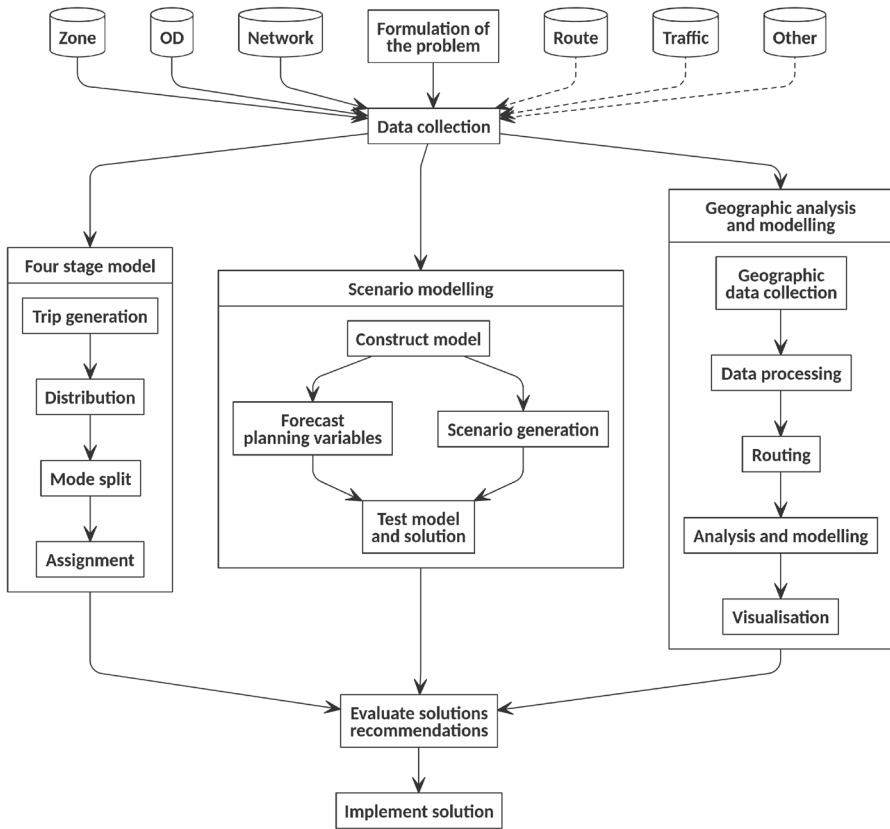 Zone
OD
Network
Formulation of
the problem
Route
Traffic
Other
Data collection
Four stage model
Trip generation
Distribution
Mode split
Assignment
Scenario modelling
Construct model
Forecast
planning variables
Scenario generation
Test model
and solution
Geographic analysis
and modelling
Geographic
data collection
Data processing
Routing
Analysis and modelling
Visualisation
Evaluate solutions
recommendations
Implement solution